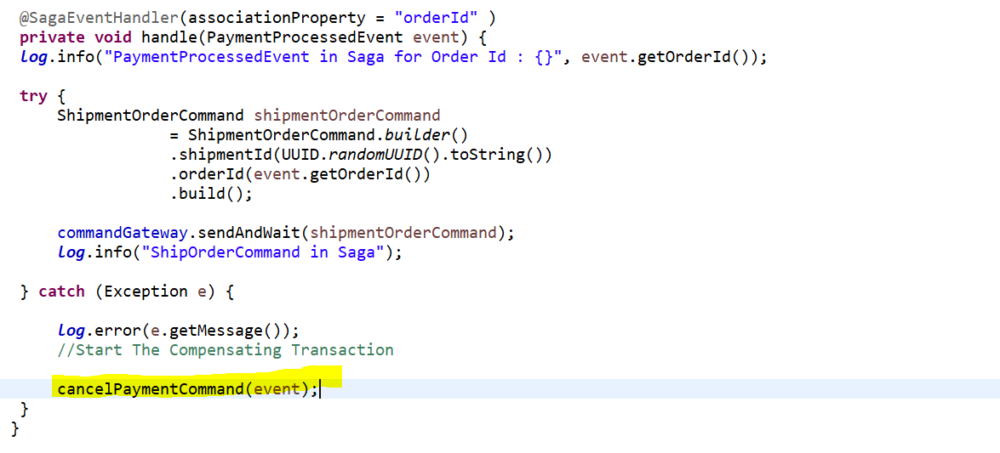 @SagaEventHandler(associationProperty = "orderId" )
private void handle(PaymentProcessedEvent event) {
log.info("PaymentProcessedEvent in Saga for Order Id : {}", event.getOrderId());
try {
ShipmentOrderCommand shipmentOrderCommand
= ShipmentOrderCommand.builder()
.shipmentId(UUID.randomUUID().toString())
.orderId(event.getOrderId())
.build();
commandGateway.sendAndWait(shipmentOrderCommand);
log.info("ShipOrderCommand in Saga");
} catch (Exception e) {
log.error(e.getMessage());
//Start The Compensating Transaction
cancelPaymentCommand(event);
}
}